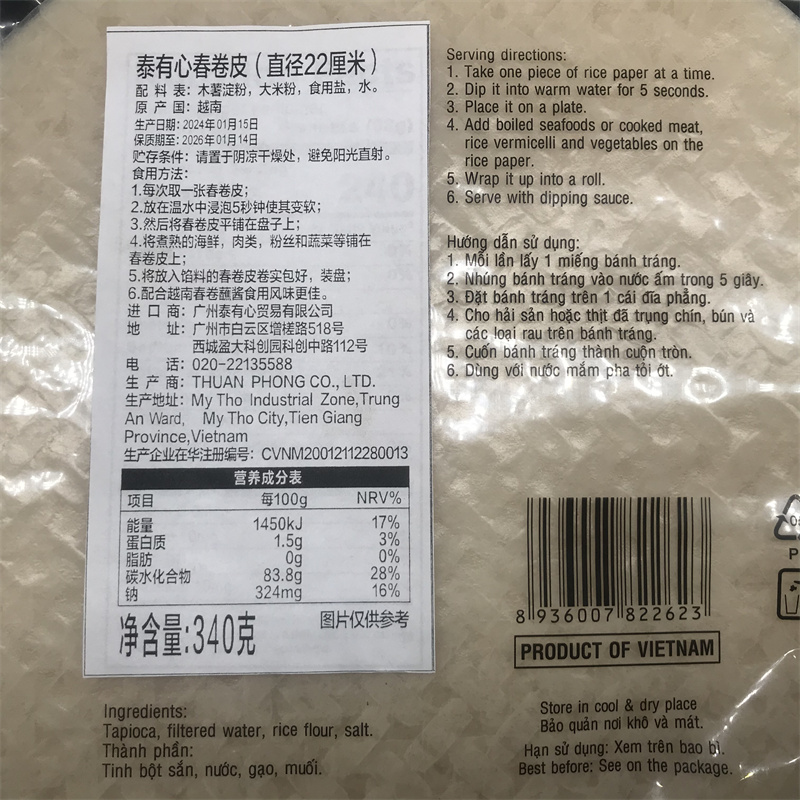 泰有心春卷皮(直径22厘米)
配 料 表：木薯淀粉，大米粉，食用盐，水。
原 产 国：越南
生产日期：2024年01月15日
保质期至：2026年01月14日
贮存条件：请置于阴凉干燥处，避免阳光直射。
食用方法：
1.每次取一张春卷皮；
2.放在温水中浸泡5秒钟使其变软；
3.然后将春卷皮平铺在盘子上；
4.将煮熟的海鲜，肉类，粉丝和蔬菜等铺在
春卷皮上；
5.将放入馅料的春卷皮卷实包好，装盘；
6.配合越南春卷蘸酱食用风味更佳。
进 口 商：广州泰有心贸易有限公司
地 址：广州市白云区增槎路518号
西城盈大科创园科创中路112号
电 话：020-22135588
生 产 商：THUAN PHONG CO., LTD.
生产地址：My Tho Industrial Zone,Trung
An Ward, My Tho City,Tien Giang
Province,Vietnam
生产企业在华注册编号：CVNM20012112280013
营养成分表
项目 每100g NRV%
能量 1450kJ 17%
蛋白质 1.5g 3%
脂肪 0g 0%
碳水化合物 83.8g 28%
钠 324mg 16%
净含量:340克 图片仅供参考
Ingredients:
Tapioca, filtered water, rice flour, salt.
Thành phần:
Tinh bột sắn, nước, gạo, muối.
Serving directions:
1. Take one piece of rice paper at a time.
2. Dip it into warm water for 5 seconds.
3. Place it on a plate.
4. Add boiled seafoods or cooked meat,
rice vermicelli and vegetables on the
rice paper.
5. Wrap it up into a roll.
6. Serve with dipping sauce.
Hướng dẫn sử dụng:
1. Mỗi lần lấy 1 miếng bánh tráng.
2. Nhúng bánh tráng vào nước ấm trong 5 giây.
3. Đặt bánh tráng trên 1 cái đĩa phẳng.
4. Cho hải sản hoặc thịt đã trụng chín, bún và
các loại rau trên bánh tráng.
5. Cuốn bánh tráng thành cuộn tròn.
6. Dùng với nước mắm pha tỏi ớt.
8 936007 822623
PRODUCT OF VIETNAM
Store in cool & dry place
Bảo quản nơi khô và mát.
Hạn sử dụng: Xem trên bao bì.
Best before: See on the package.